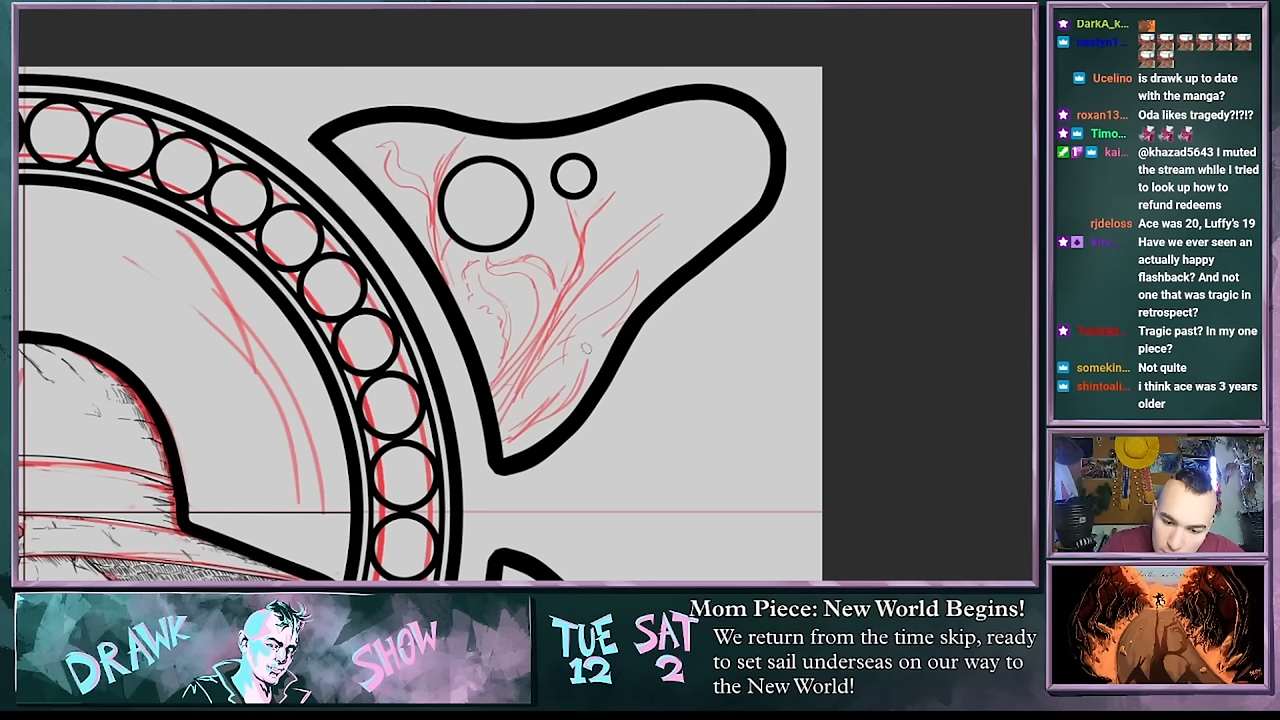 DarkA_k...
Ucelino is drawk up to date
with the manga?
roxan13... Oda likes tragedy?!?!?
Timo...
kai... @khazad5643 I muted
the stream while I tried
to look up how to
refund redeems
rjdeloss Ace was 20, Luffy's 19
Have we ever seen an
actually happy
flashback? And not
one that was tragic in
retrospect?
Tragic past? In my one
piece?
somekin... Not quite
shintoali... i think ace was 3 years
older
DRAWK SHOW
TUE SAT
12 2
Mom Piece: New World Begins!
We return from the time skip, ready
to set sail underseas on our way to
the New World!